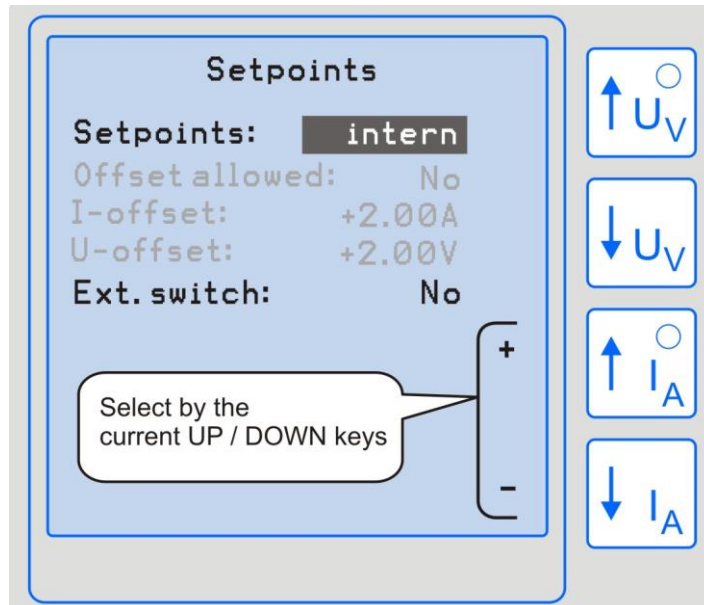 Setpoints
Setpoints: intern
Offset allowed: No
I-offset: +2.00A
U-offset: +2.00V
Ext. switch: No
+
Select by the
current UP / DOWN keys
-
↑ U V
↓ U V
↑ I A
↓ I A